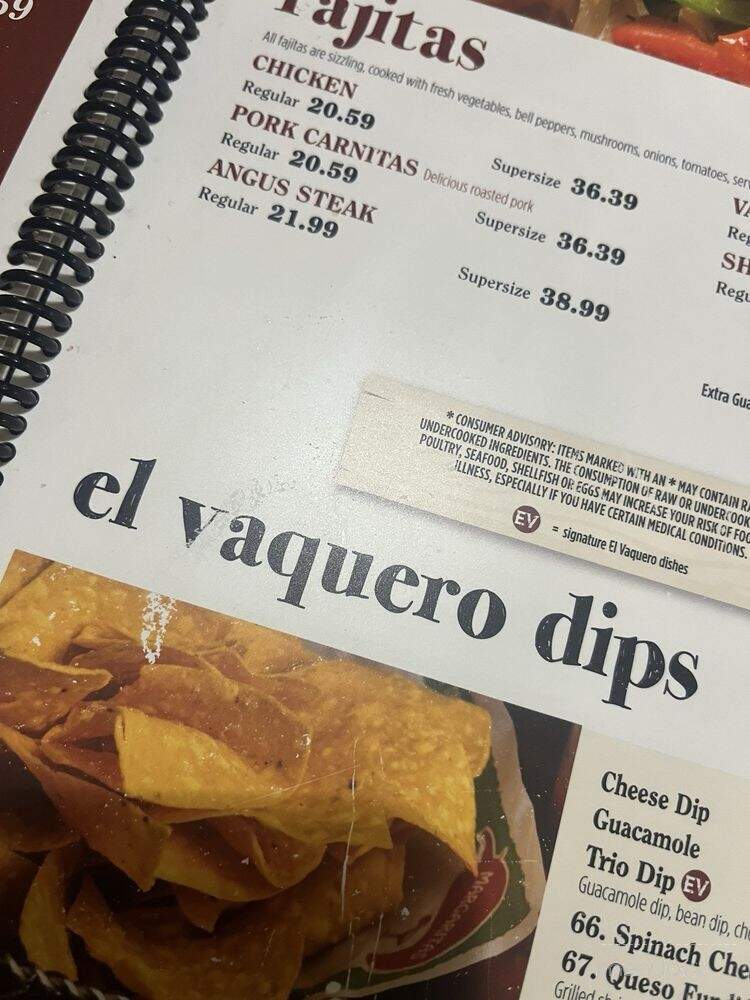 59
Fajitas
All fajitas are sizzling, cooked with fresh vegetables, bell peppers, mushrooms, onions, tomatoes,
CHICKEN
Regular 20.59 Supersize 36.39
PORK CARNITAS Delicious roasted pork
Regular 20.59 Supersize 36.39
ANGUS STEAK
Regular 21.99 Supersize 38.99
Extra
* CONSUMER ADVISORY: ITEMS MARKED WITH AN * MAY CONTAIN
UNDERCOOKED INGREDIENTS. THE CONSUMPTION OF RAW OR
POULTRY, SEAFOOD, SHELLFISH OR EGGS MAY INCREASE YOUR RISK OF
ILLNESS, ESPECIALLY IF YOU HAVE CERTAIN MEDICAL CONDITIONS.
EV = signature El Vaquero dishes
el vaquero dips
MARGARITAS
Cheese Dip
Guacamole
Trio Dip EV
Guacamole dip, bean dip,
66. Spinach
67. Queso
Grilled